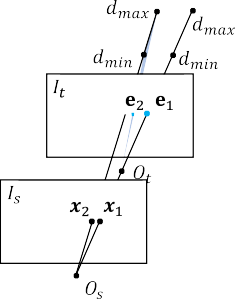 d_max
d_max
d_min
d_min
I_t
e_2 e_1
O_t
I_s
x_2 x_1
O_s